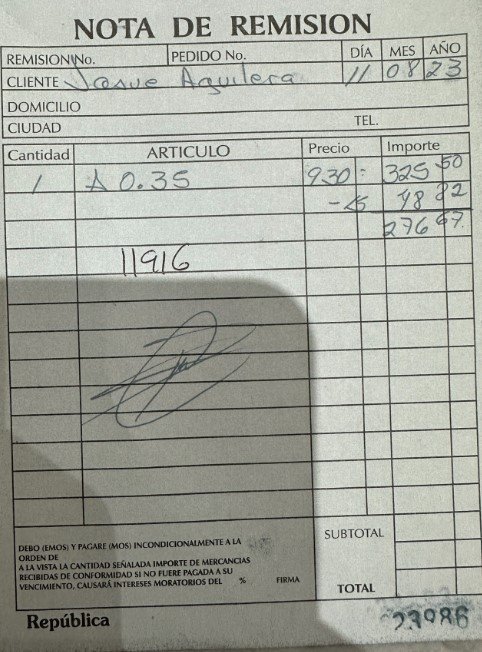 NOTA DE REMISION
REMISION No. PEDIDO No. DÍA MES AÑO
CLIENTE Josue Aguilera 11 08 23
DOMICILIO
CIUDAD TEL.
Cantidad ARTICULO Precio Importe
1 A 0.35 930 = 325 50
-15 48 82
276 67
11916
DEBO (EMOS) Y PAGARE (MOS) INCONDICIONALMENTE A LA
ORDEN DE
A LA VISTA LA CANTIDAD SEÑALADA IMPORTE DE MERCANCIAS
RECIBIDAS DE CONFORMIDAD SI NO FUERE PAGADA A SU
VENCIMIENTO, CAUSARÁ INTERESES MORATORIOS DEL % FIRMA
SUBTOTAL
TOTAL
República
23986